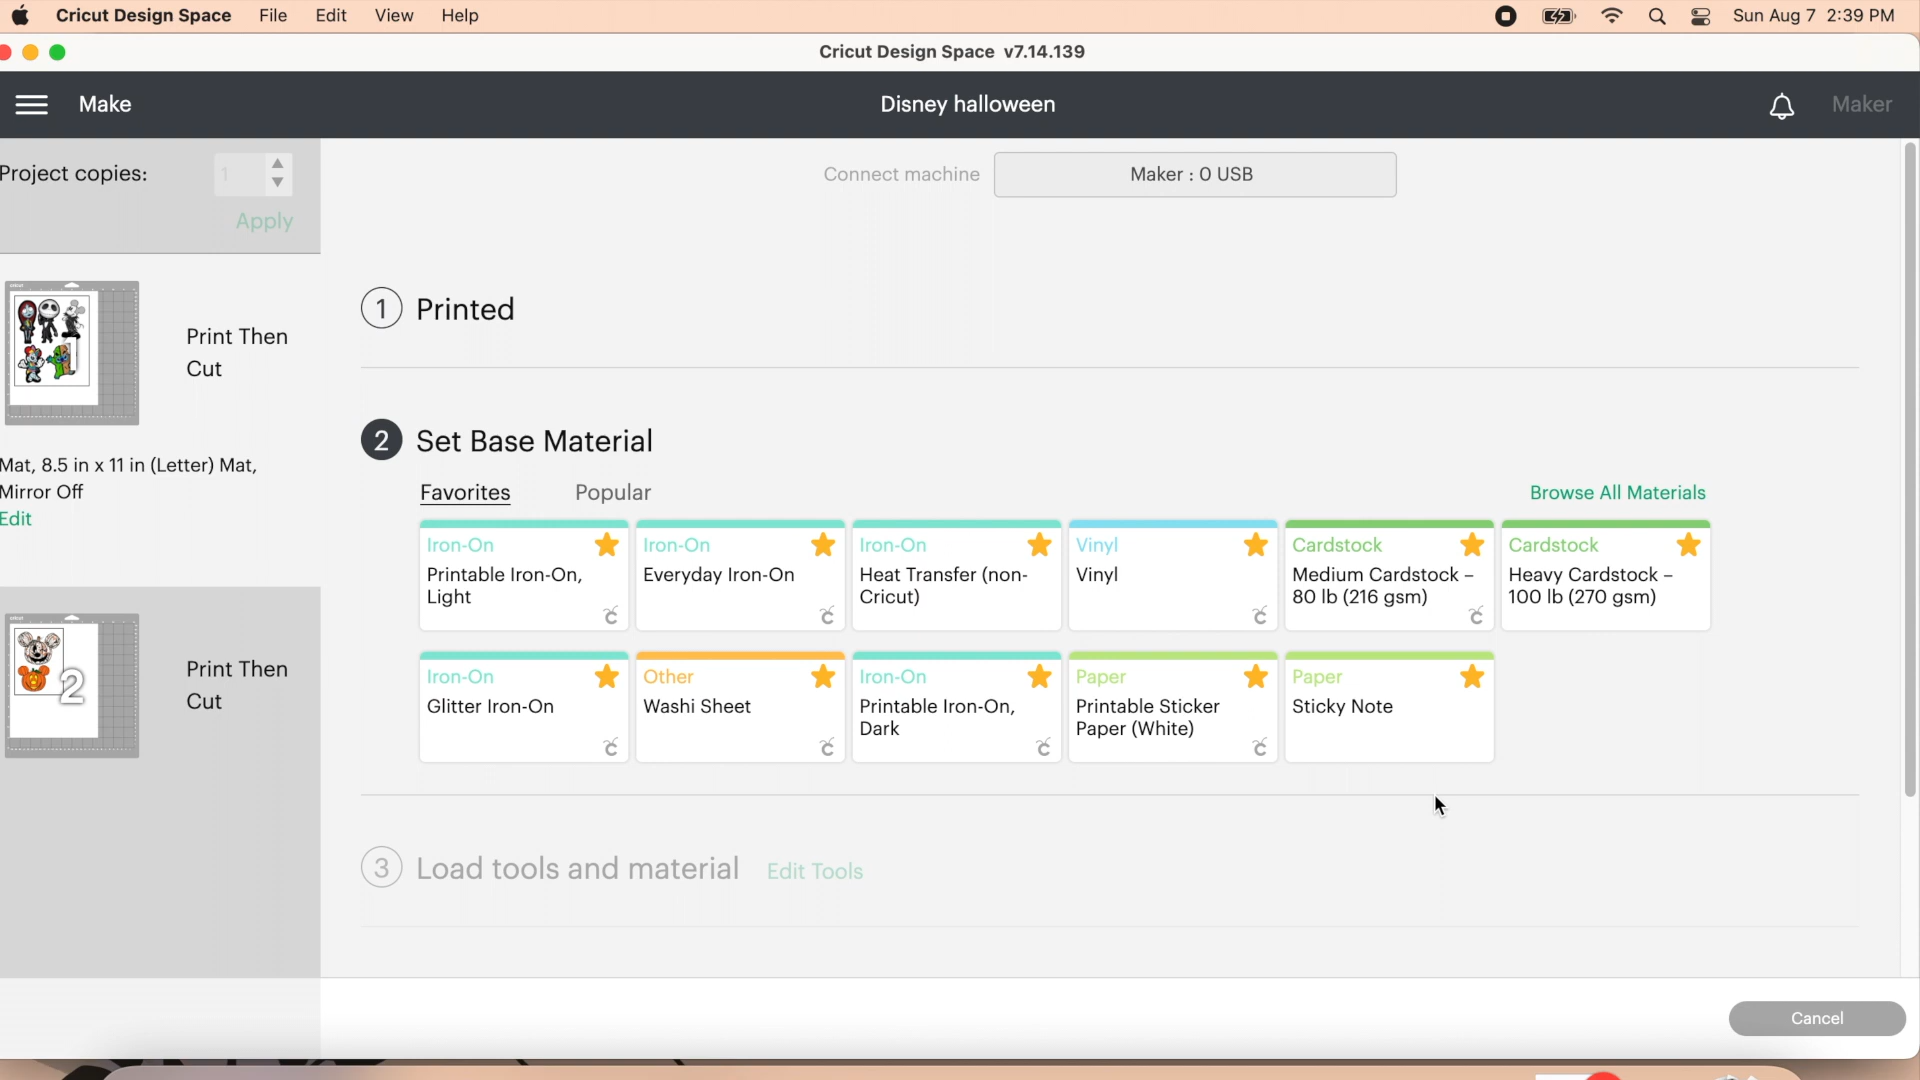 Cricut Design Space File Edit View Help Sun Aug 7 2:39 PM
Cricut Design Space v7.14.139
Make Disney halloween Maker
Project copies: 1
Apply
Connect machine Maker : 0 USB
1 Printed
1
Print Then
Cut
Mat, 8.5 in x 11 in (Letter) Mat,
Mirror Off
Edit
2
Print Then
Cut
2 Set Base Material
Favorites Popular Browse All Materials
Iron-On
Printable Iron-On,
Light
Iron-On
Everyday Iron-On
Iron-On
Heat Transfer (non-
Cricut)
Vinyl
Vinyl
Cardstock
Medium Cardstock –
80 lb (216 gsm)
Cardstock
Heavy Cardstock –
100 lb (270 gsm)
Iron-On
Glitter Iron-On
Other
Washi Sheet
Iron-On
Printable Iron-On,
Dark
Paper
Printable Sticker
Paper (White)
Paper
Sticky Note
3 Load tools and material Edit Tools
Cancel